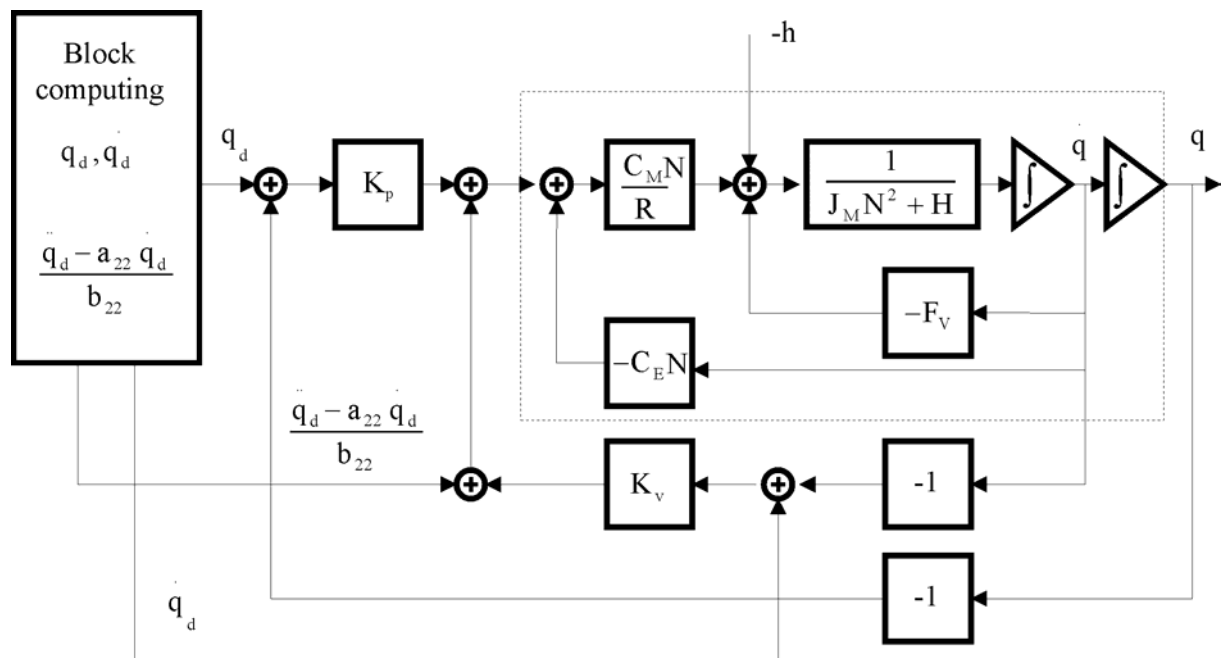 Block
computing
q_d, q̇_d
(q̈_d − a_22 q̇_d) / b_22
q_d
K_p
C_M N / R
-h
1 / (J_M N² + H)
∫
q̇
∫
q
−F_V
−C_E N
(q̈_d − a_22 q̇_d) / b_22
K_v
-1
-1
q̇_d